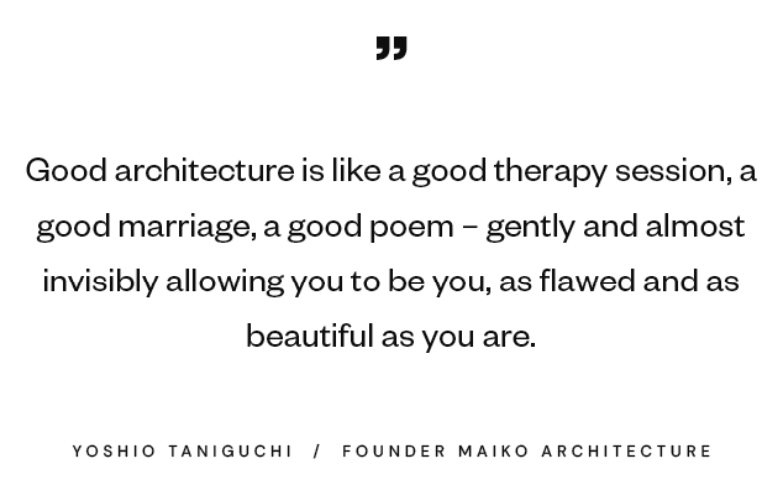 ”
Good architecture is like a good therapy session, a
good marriage, a good poem – gently and almost
invisibly allowing you to be you, as flawed and as
beautiful as you are.
YOSHIO TANIGUCHI / FOUNDER MAIKO ARCHITECTURE